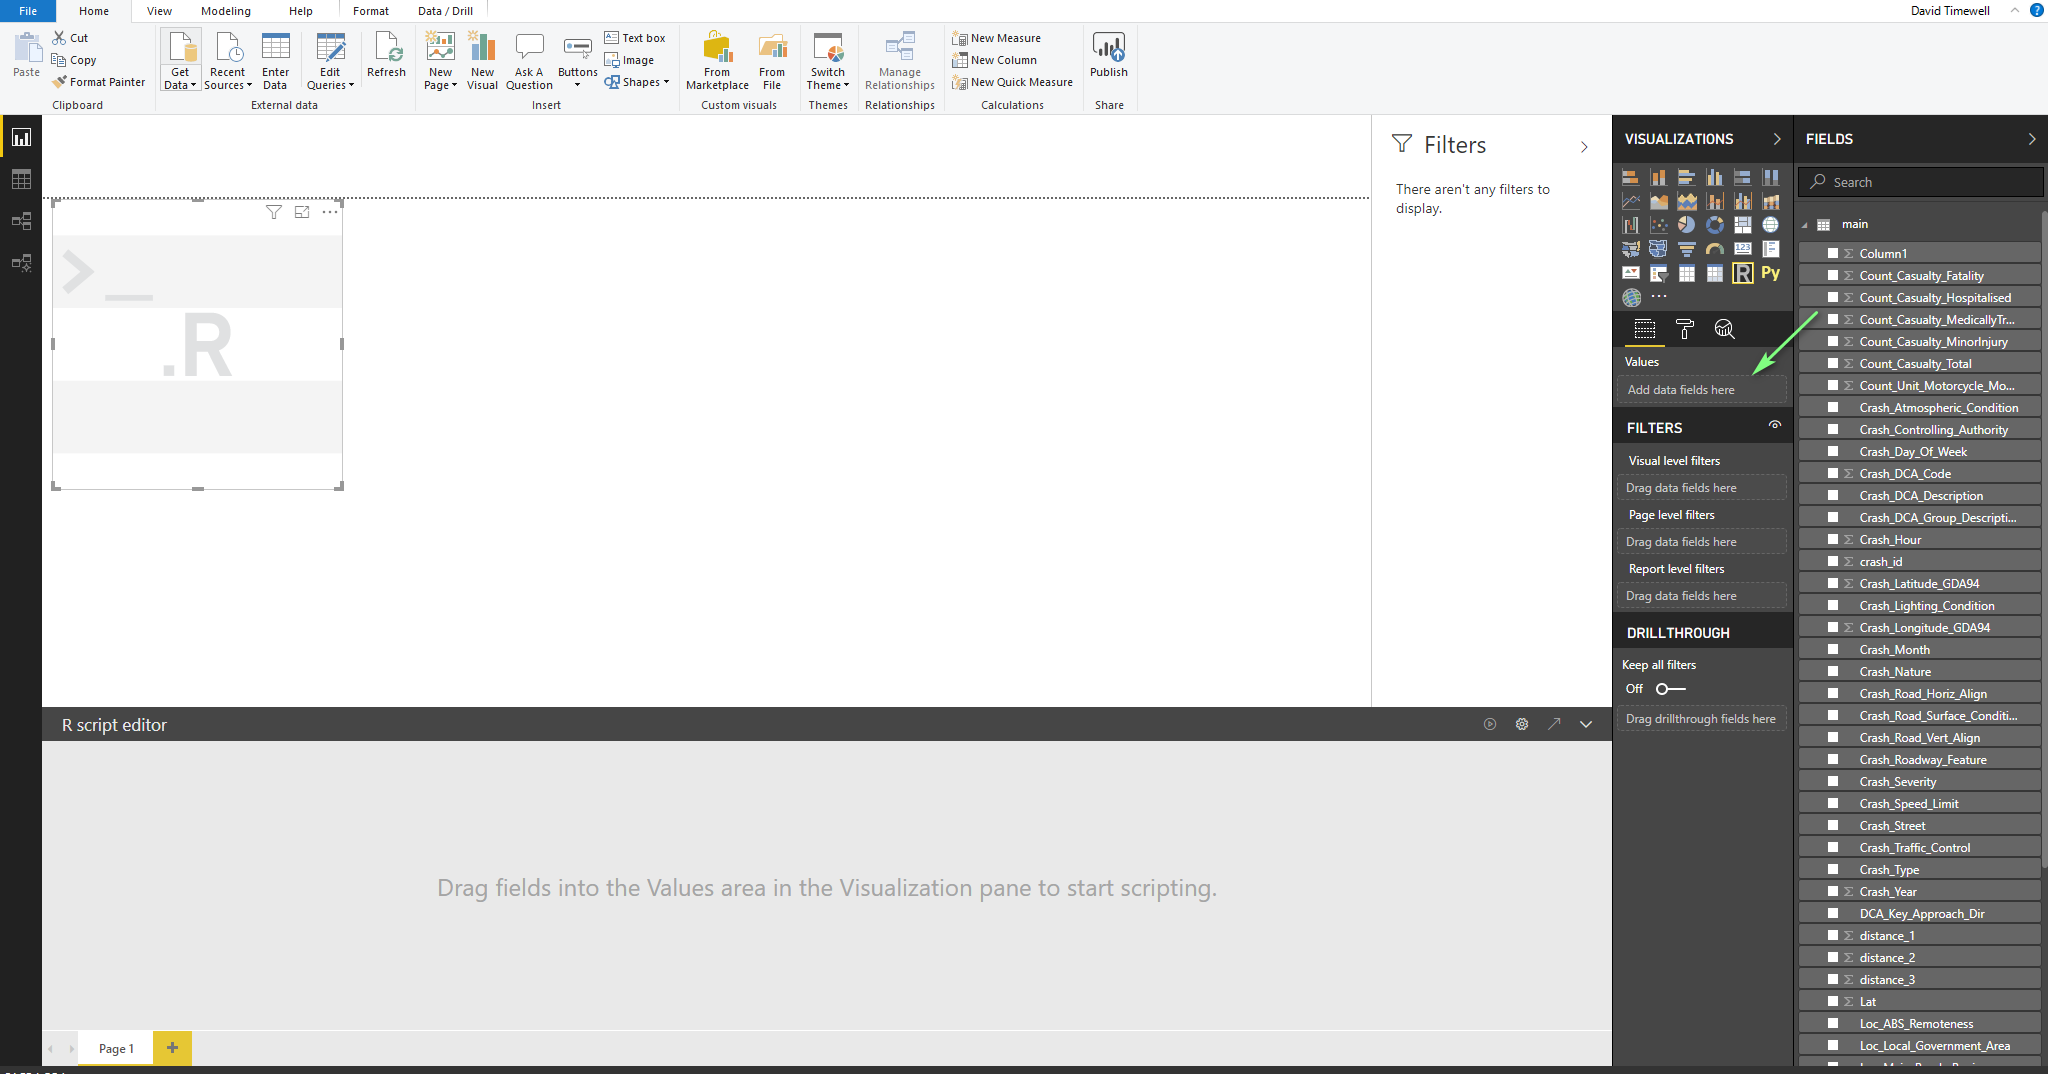 File Home View Modeling Help Format Data / Drill David Timewell ?
Paste
Cut
Copy
Format Painter
Clipboard
Get Data
Recent Sources
Enter Data
Edit Queries
Refresh
External data
New Page
New Visual
Ask A Question
Buttons
Text box
Image
Shapes
Insert
From Marketplace
From File
Custom visuals
Switch Theme
Themes
Manage Relationships
Relationships
New Measure
New Column
New Quick Measure
Calculations
Publish
Share
>_
.R
Filters
There aren't any filters to
display.
R script editor
Drag fields into the Values area in the Visualization pane to start scripting.
Page 1 +
VISUALIZATIONS
123
R Py
Values
Add data fields here
FILTERS
Visual level filters
Drag data fields here
Page level filters
Drag data fields here
Report level filters
Drag data fields here
DRILLTHROUGH
Keep all filters
Off
Drag drillthrough fields here
FIELDS
Search
main
Σ Column1
Σ Count_Casualty_Fatality
Σ Count_Casualty_Hospitalised
Σ Count_Casualty_MedicallyTr...
Σ Count_Casualty_MinorInjury
Σ Count_Casualty_Total
Σ Count_Unit_Motorcycle_Mo...
Crash_Atmospheric_Condition
Crash_Controlling_Authority
Crash_Day_Of_Week
Σ Crash_DCA_Code
Crash_DCA_Description
Crash_DCA_Group_Descripti...
Σ Crash_Hour
Σ crash_id
Σ Crash_Latitude_GDA94
Crash_Lighting_Condition
Σ Crash_Longitude_GDA94
Crash_Month
Crash_Nature
Crash_Road_Horiz_Align
Crash_Road_Surface_Conditi...
Crash_Road_Vert_Align
Crash_Roadway_Feature
Crash_Severity
Crash_Speed_Limit
Crash_Street
Crash_Traffic_Control
Crash_Type
Σ Crash_Year
DCA_Key_Approach_Dir
Σ distance_1
Σ distance_2
Σ distance_3
Σ Lat
Loc_ABS_Remoteness
Loc_Local_Government_Area